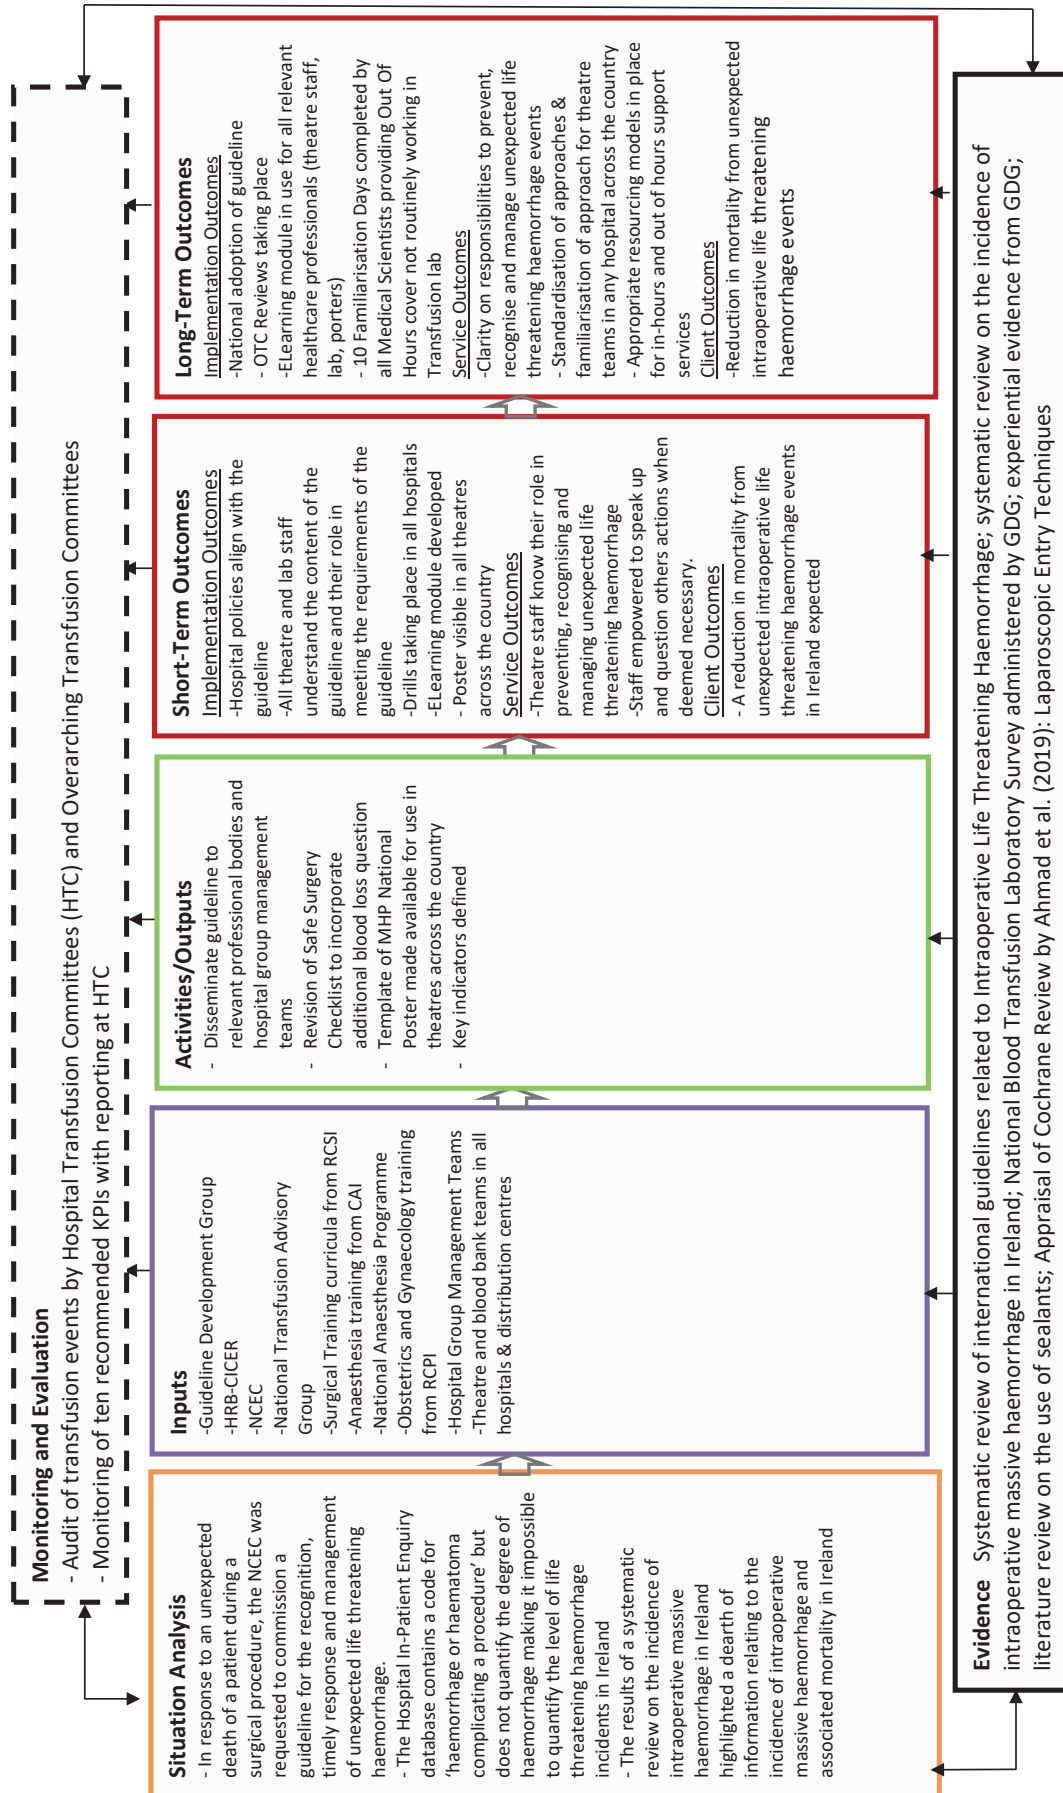 Monitoring and Evaluation
- Audit of transfusion events by Hospital Transfusion Committees (HTC) and Overarching Transfusion Committees
- Monitoring of ten recommended KPIs with reporting at HTC
Situation Analysis
- In response to an unexpected
death of a patient during a
surgical procedure, the NCEC was
requested to commission a
guideline for the recognition,
timely response and management
of unexpected life threatening
haemorrhage.
- The Hospital In-Patient Enquiry
database contains a code for
'haemorrhage or haematoma
complicating a procedure' but
does not quantify the degree of
haemorrhage making it impossible
to quantify the level of life
threatening haemorrhage
incidents in Ireland
- The results of a systematic
review on the incidence of
intraoperative massive
haemorrhage in Ireland
highlighted a dearth of
information relating to the
incidence of intraoperative
massive haemorrhage and
associated mortality in Ireland
Inputs
-Guideline Development Group
-HRB-CICER
-NCEC
-National Transfusion Advisory
Group
-Surgical Training curricula from RCSI
-Anaesthesia training from CAI
-National Anaesthesia Programme
-Obstetrics and Gynaecology training
from RCPI
-Hospital Group Management Teams
-Theatre and blood bank teams in all
hospitals & distribution centres
Activities/Outputs
- Disseminate guideline to
relevant professional bodies and
hospital group management
teams
- Revision of Safe Surgery
Checklist to incorporate
additional blood loss question
- Template of MHP National
Poster made available for use in
theatres across the country
- Key indicators defined
Short-Term Outcomes
Implementation Outcomes
-Hospital policies align with the
guideline
-All theatre and lab staff
understand the content of the
guideline and their role in
meeting the requirements of the
guideline
-Drills taking place in all hospitals
-ELearning module developed
- Poster visible in all theatres
across the country
Service Outcomes
-Theatre staff know their role in
preventing, recognising and
managing unexpected life
threatening haemorrhage
-Staff empowered to speak up
and question others actions when
deemed necessary.
Client Outcomes
- A reduction in mortality from
unexpected intraoperative life
threatening haemorrhage events
in Ireland expected
Long-Term Outcomes
Implementation Outcomes
-National adoption of guideline
- OTC Reviews taking place
-ELearning module in use for all relevant
healthcare professionals (theatre staff,
lab, porters)
- 10 Familiarisation Days completed by
all Medical Scientists providing Out Of
Hours cover not routinely working in
Transfusion lab
Service Outcomes
-Clarity on responsibilities to prevent,
recognise and manage unexpected life
threatening haemorrhage events
- Standardisation of approaches &
familiarisation of approach for theatre
teams in any hospital across the country
- Appropriate resourcing models in place
for in-hours and out of hours support
services
Client Outcomes
-Reduction in mortality from unexpected
intraoperative life threatening
haemorrhage events
Evidence Systematic review of international guidelines related to Intraoperative Life Threatening Haemorrhage; systematic review on the incidence of
intraoperative massive haemorrhage in Ireland; National Blood Transfusion Laboratory Survey administered by GDG; experiential evidence from GDG;
literature review on the use of sealants; Appraisal of Cochrane Review by Ahmad et al. (2019): Laparoscopic Entry Techniques